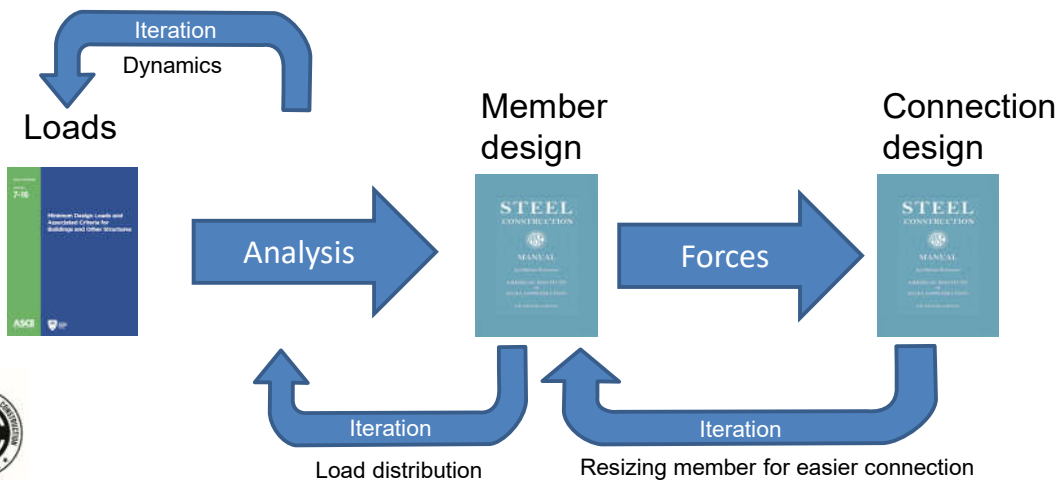 Iteration
Dynamics
Loads
Member
design
Connection
design
7-16
Minimum Design Loads and
Associated Criteria for
Buildings and Other Structures
ASCE
STEEL
CONSTRUCTION
MANUAL
STEEL
CONSTRUCTION
MANUAL
Analysis
Forces
Iteration
Iteration
Load distribution
Resizing member for easier connection
CONSTRUCTION